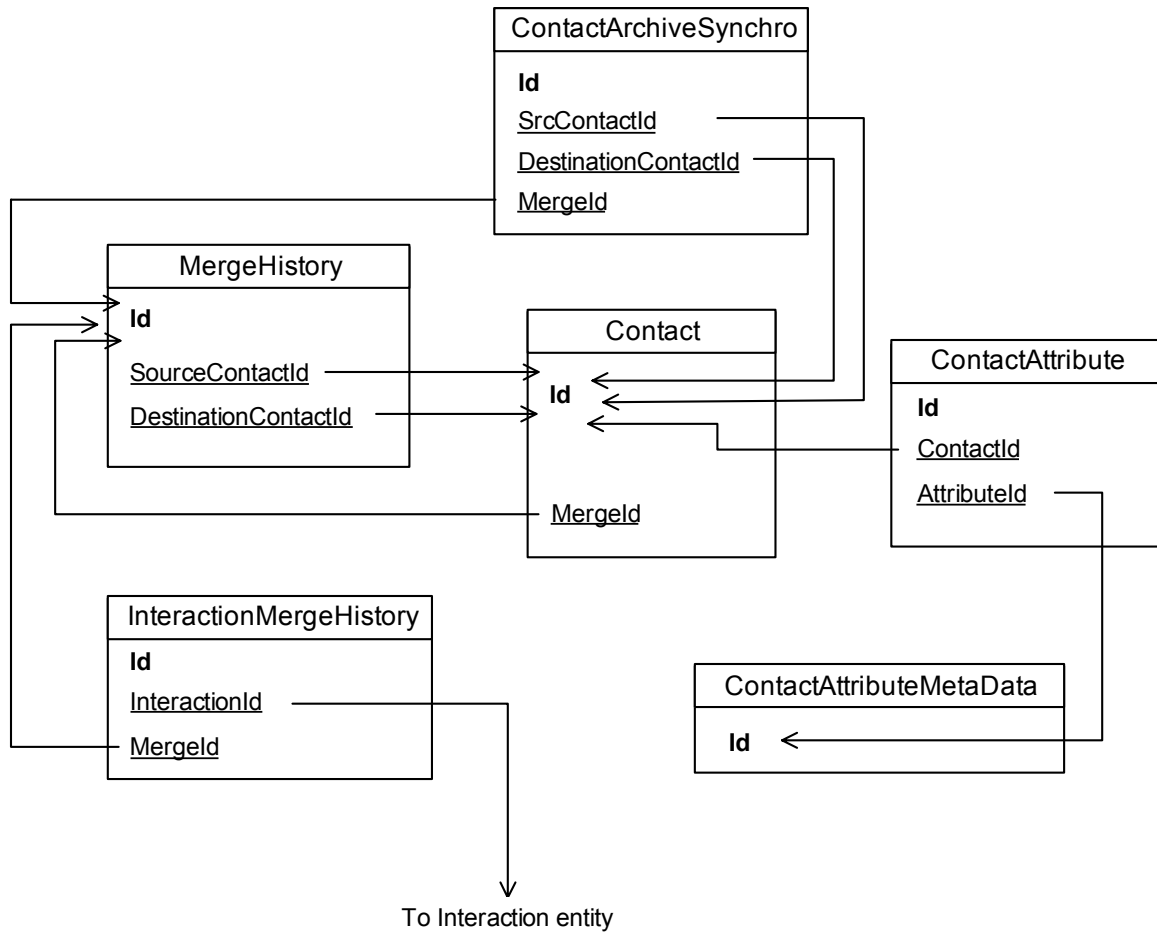 ContactArchiveSynchro
Id
SrcContactId
DestinationContactId
MergeId
MergeHistory
Id
SourceContactId
DestinationContactId
Contact
Id
MergeId
ContactAttribute
Id
ContactId
AttributeId
InteractionMergeHistory
Id
InteractionId
MergeId
ContactAttributeMetaData
Id
To Interaction entity